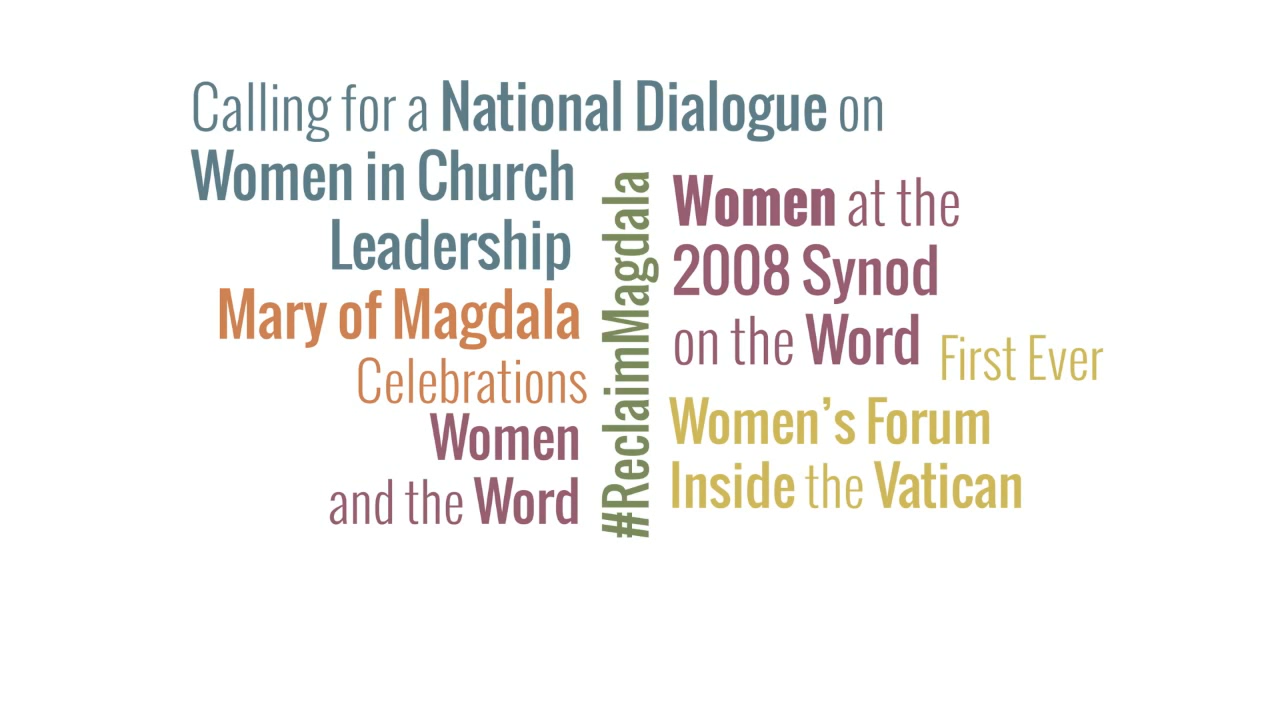 Calling for a National Dialogue on
Women in Church
Leadership
Mary of Magdala
Celebrations
Women
and the Word
#ReclaimMagdala
Women at the
2008 Synod
on the Word
First Ever
Women’s Forum
Inside the Vatican